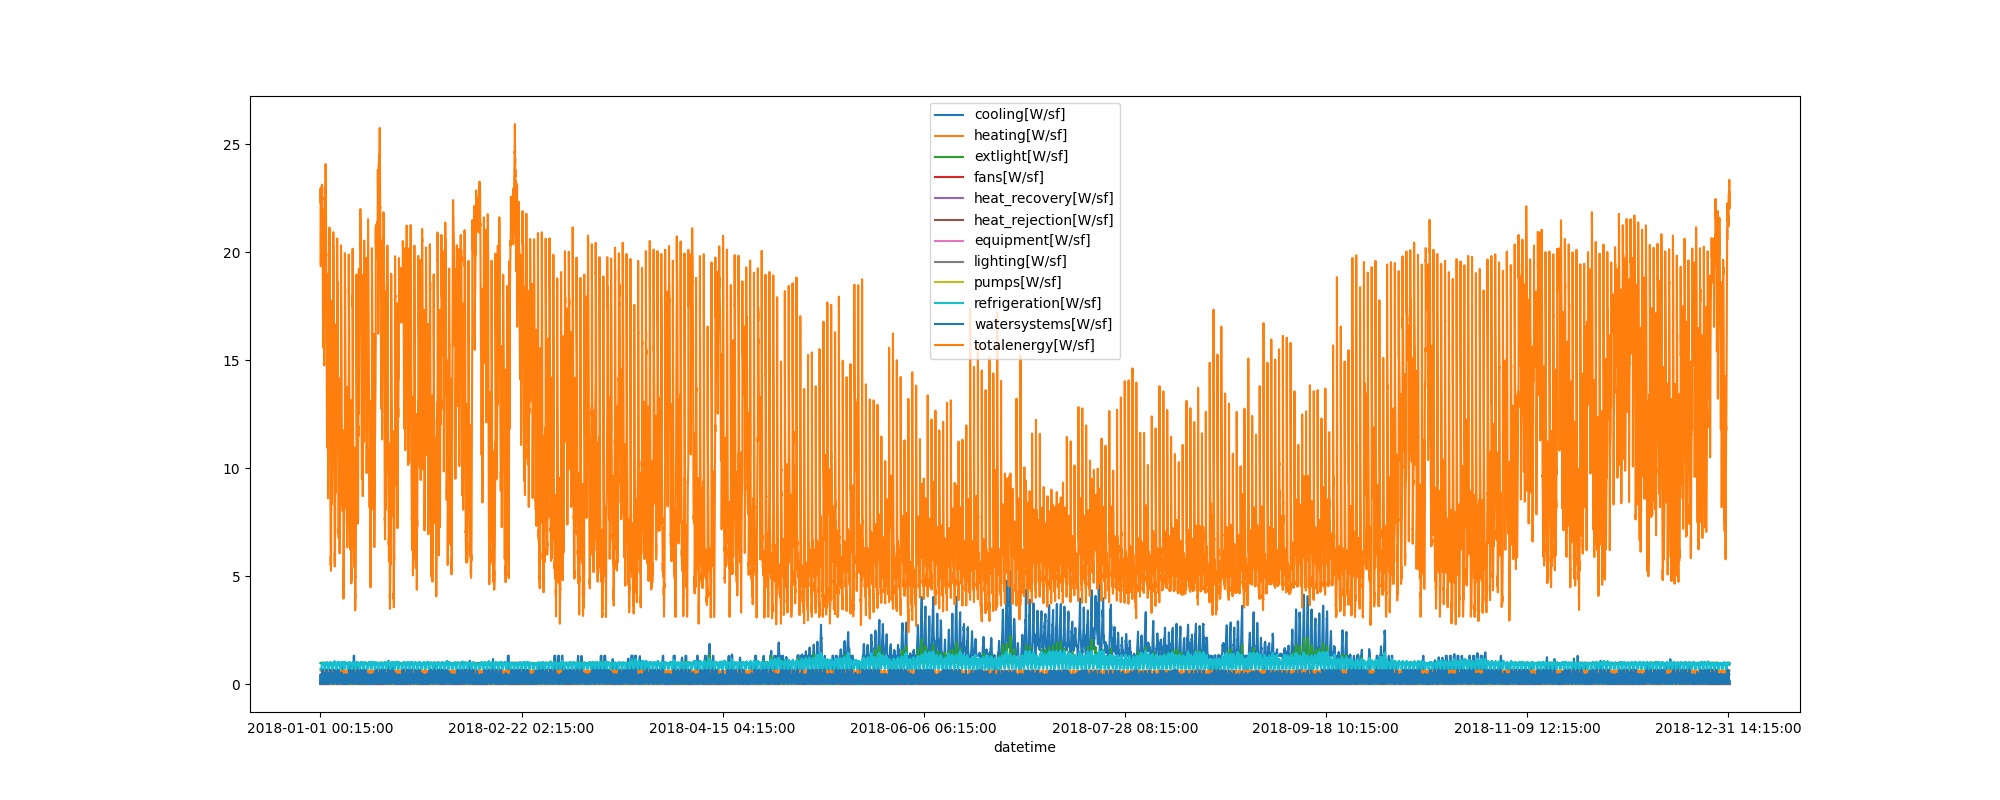 25
20
15
10
5
0
cooling[W/sf]
heating[W/sf]
extlight[W/sf]
fans[W/sf]
heat_recovery[W/sf]
heat_rejection[W/sf]
equipment[W/sf]
lighting[W/sf]
pumps[W/sf]
refrigeration[W/sf]
watersystems[W/sf]
totalenergy[W/sf]
2018-01-01 00:15:00 2018-02-22 02:15:00 2018-04-15 04:15:00 2018-06-06 06:15:00 2018-07-28 08:15:00 2018-09-18 10:15:00 2018-11-09 12:15:00 2018-12-31 14:15:00
datetime